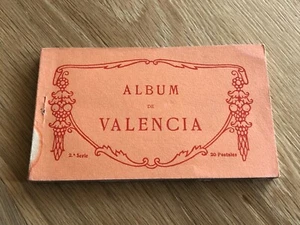 ALBUM
DE
VALENCIA
2.ª Serie
20 Postales